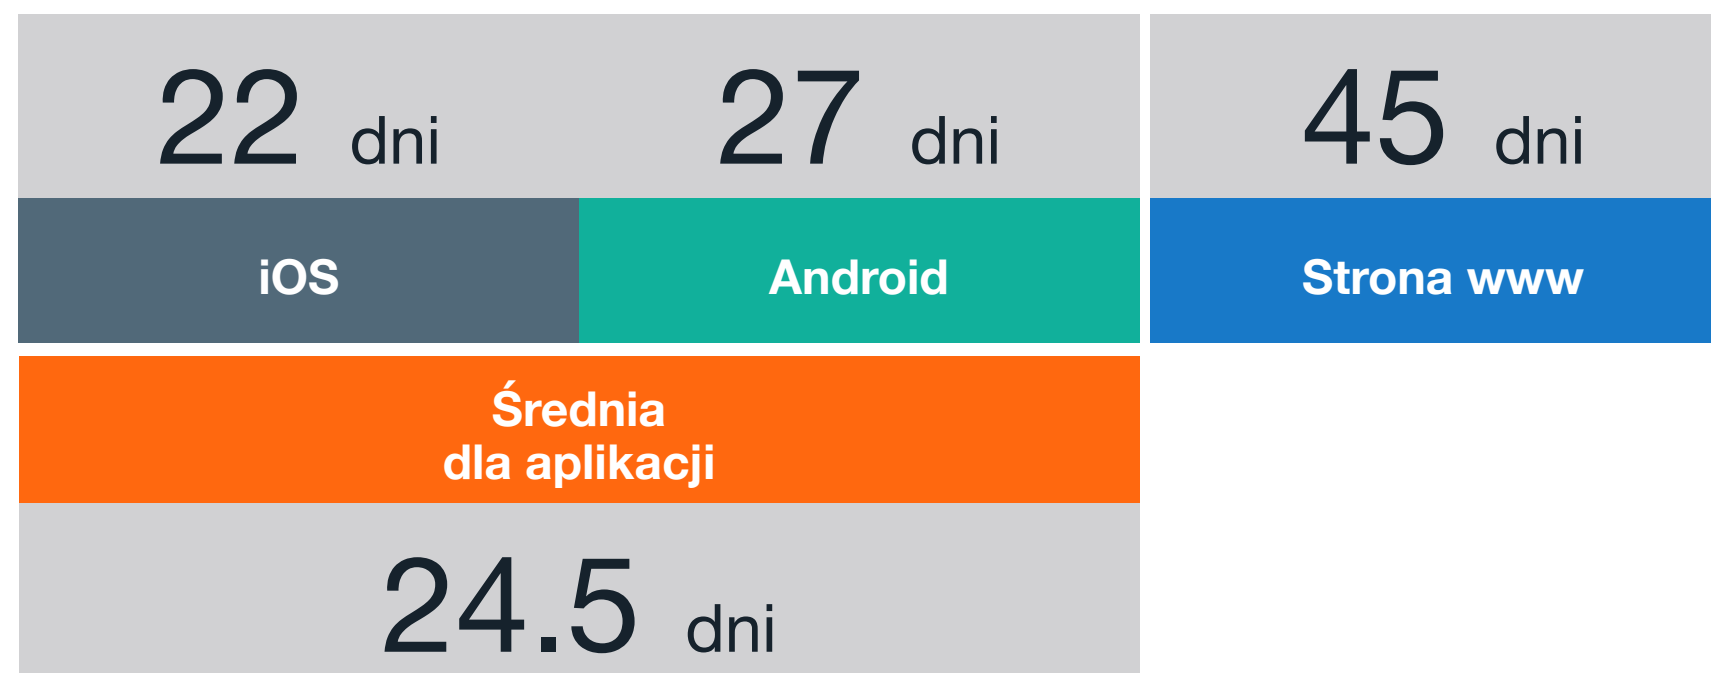 22 dni 27 dni 45 dni
iOS Android Strona www
Średnia
dla aplikacji
24.5 dni